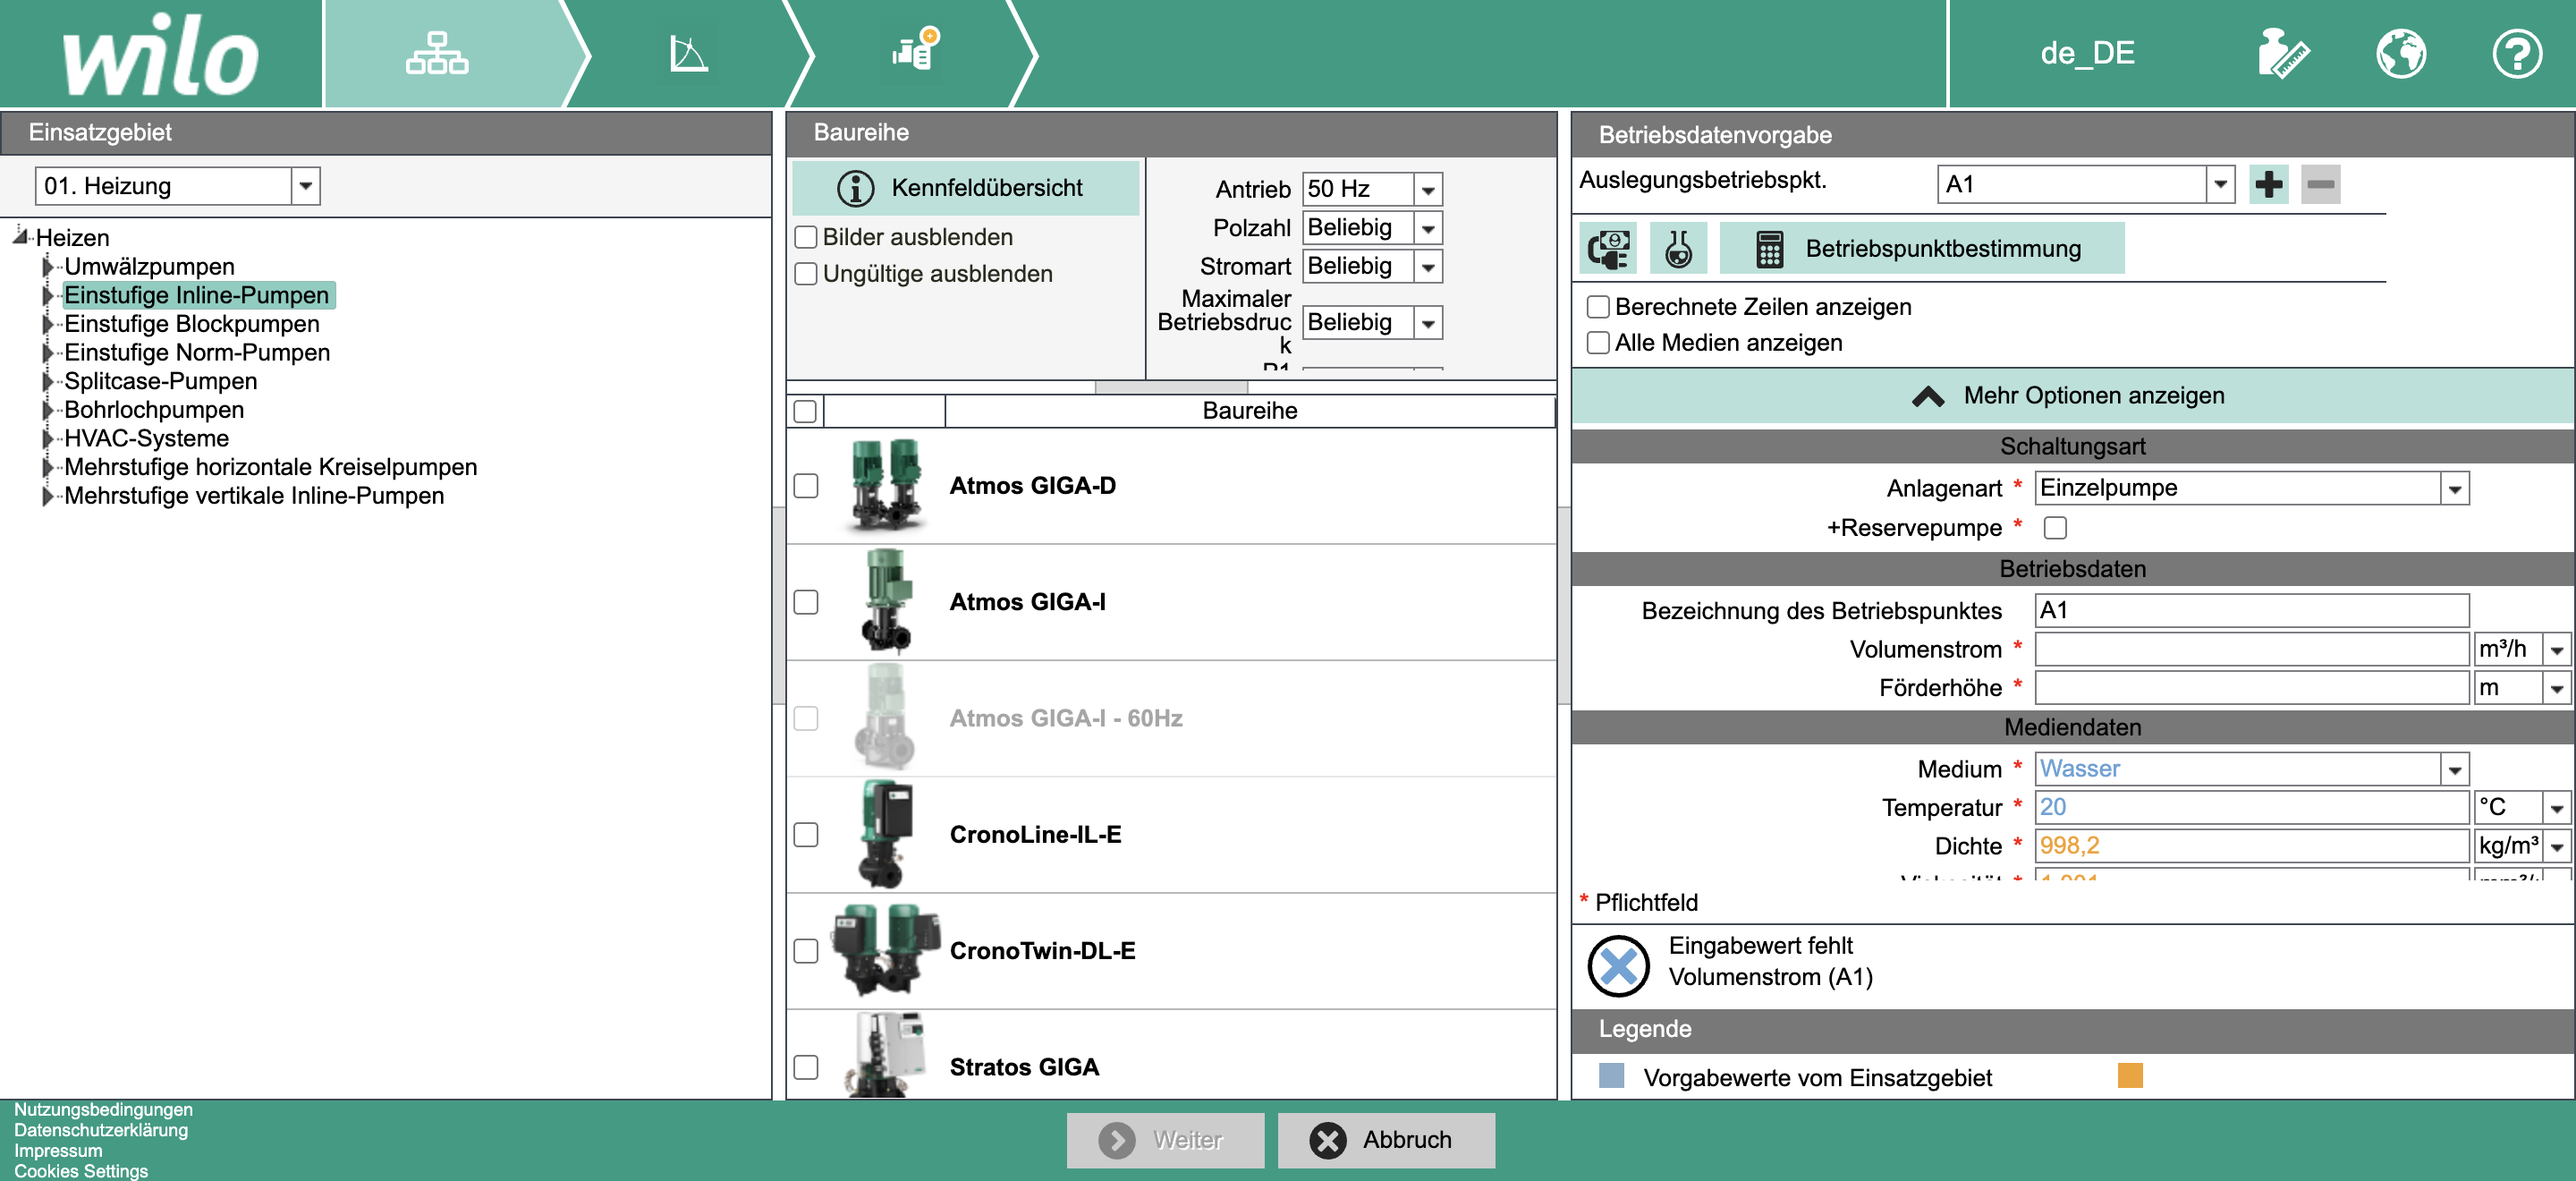 wilo
de_DE
Einsatzgebiet
01. Heizung
Heizen
Umwälzpumpen
Einstufige Inline-Pumpen
Einstufige Blockpumpen
Einstufige Norm-Pumpen
Splitcase-Pumpen
Bohrlochpumpen
HVAC-Systeme
Mehrstufige horizontale Kreiselpumpen
Mehrstufige vertikale Inline-Pumpen
Baureihe
Kennfeldübersicht
Bilder ausblenden
Ungültige ausblenden
Antrieb 50 Hz
Polzahl Beliebig
Stromart Beliebig
Maximaler
Betriebsdruc Beliebig
k
P1
Baureihe
Atmos GIGA-D
Atmos GIGA-I
Atmos GIGA-I - 60Hz
CronoLine-IL-E
CronoTwin-DL-E
Stratos GIGA
Betriebsdatenvorgabe
Auslegungsbetriebspkt. A1
Betriebspunktbestimmung
Berechnete Zeilen anzeigen
Alle Medien anzeigen
Mehr Optionen anzeigen
Schaltungsart
Anlagenart * Einzelpumpe
+Reservepumpe *
Betriebsdaten
Bezeichnung des Betriebspunktes A1
Volumenstrom * m³/h
Förderhöhe * m
Mediendaten
Medium * Wasser
Temperatur * 20 °C
Dichte * 998,2 kg/m³
* Pflichtfeld
Eingabewert fehlt
Volumenstrom (A1)
Legende
Vorgabewerte vom Einsatzgebiet
Nutzungsbedingungen
Datenschutzerklärung
Impressum
Cookies Settings
Weiter
Abbruch